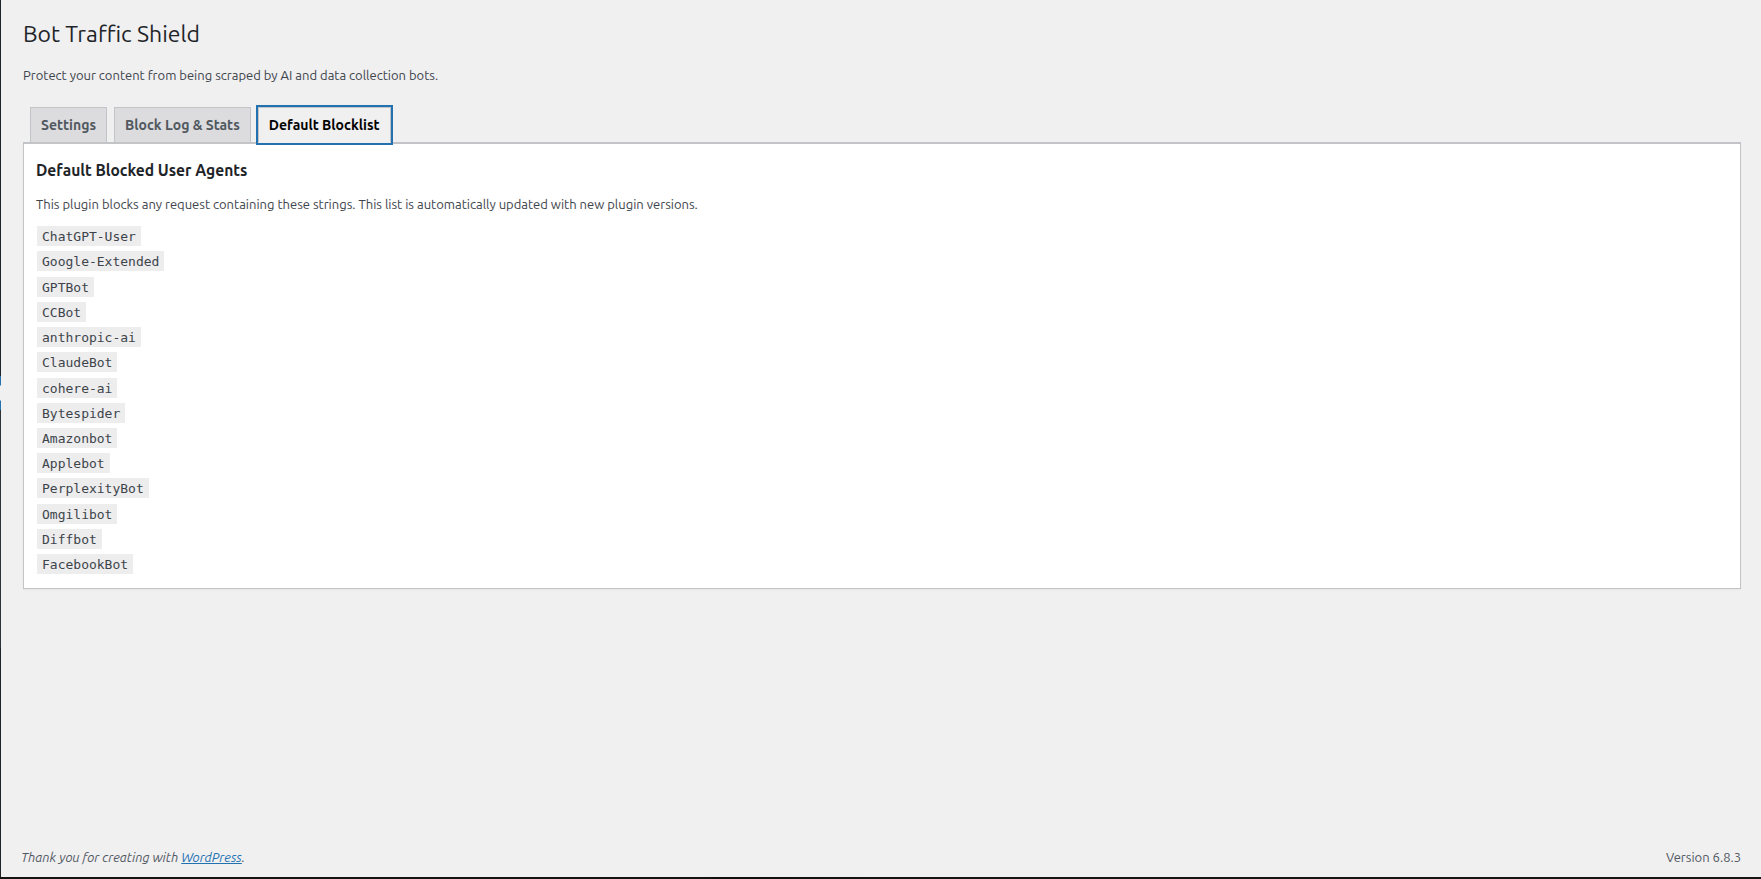 Bot Traffic Shield
Protect your content from being scraped by AI and data collection bots.
Settings Block Log & Stats Default Blocklist
Default Blocked User Agents
This plugin blocks any request containing these strings. This list is automatically updated with new plugin versions.
ChatGPT-User
Google-Extended
GPTBot
CCBot
anthropic-ai
ClaudeBot
cohere-ai
Bytespider
Amazonbot
Applebot
PerplexityBot
Omgilibot
Diffbot
FacebookBot
Thank you for creating with WordPress. Version 6.8.3